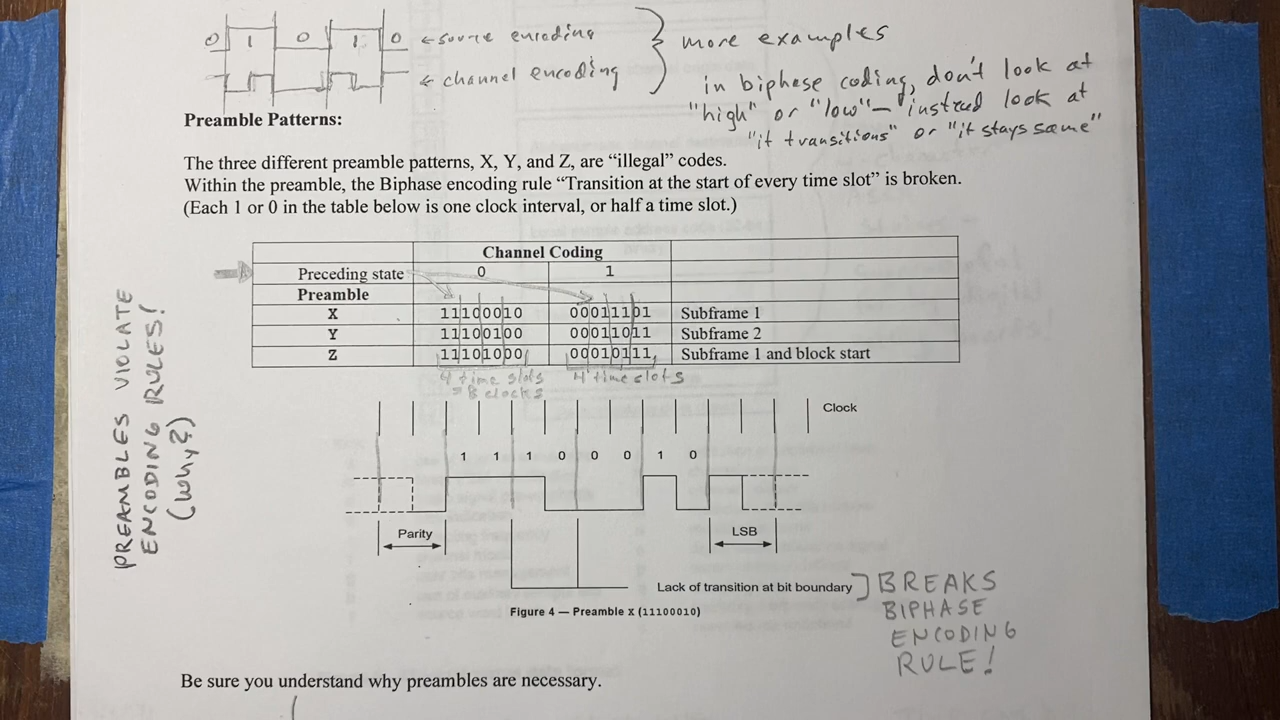 0 1 0 1 0 ← source encoding
← channel encoding
more examples
in biphase coding, don't look at
"high" or "low" – instead look at
"it transitions" or "it stays same"
Preamble Patterns:
The three different preamble patterns, X, Y, and Z, are “illegal” codes.
Within the preamble, the Biphase encoding rule “Transition at the start of every time slot” is broken.
(Each 1 or 0 in the table below is one clock interval, or half a time slot.)
Channel Coding
Preceding state 0 1
Preamble
X 11100010 00011101 Subframe 1
Y 11100100 00011011 Subframe 2
Z 11101000 00010111 Subframe 1 and block start
4 time slots 4 time slots
= 8 clocks
PREAMBLES VIOLATE
ENCODING RULES!
(Why?)
Clock
1 1 1 0 0 0 1 0
Parity LSB
Lack of transition at bit boundary
BREAKS
BIPHASE
ENCODING
RULE!
Figure 4 — Preamble X (11100010)
Be sure you understand why preambles are necessary.